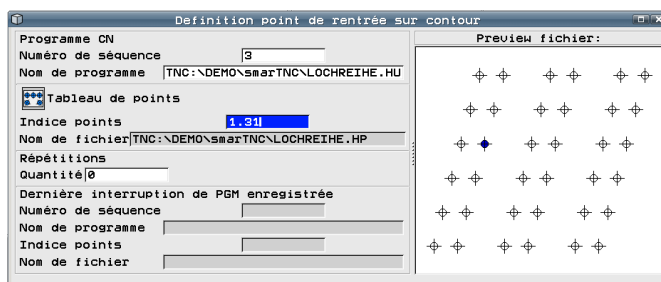 Definition point de rentrée sur contour
Programme CN
Numéro de séquence 3
Nom de programme TNC:\DEMO\smarTNC\LOCHREIHE.HU
Tableau de points
Indice points 1.31
Nom de fichier TNC:\DEMO\smarTNC\LOCHREIHE.HP
Répétitions
Quantité 0
Dernière interruption de PGM enregistrée
Numéro de séquence
Nom de programme
Indice points
Nom de fichier
Preview fichier: